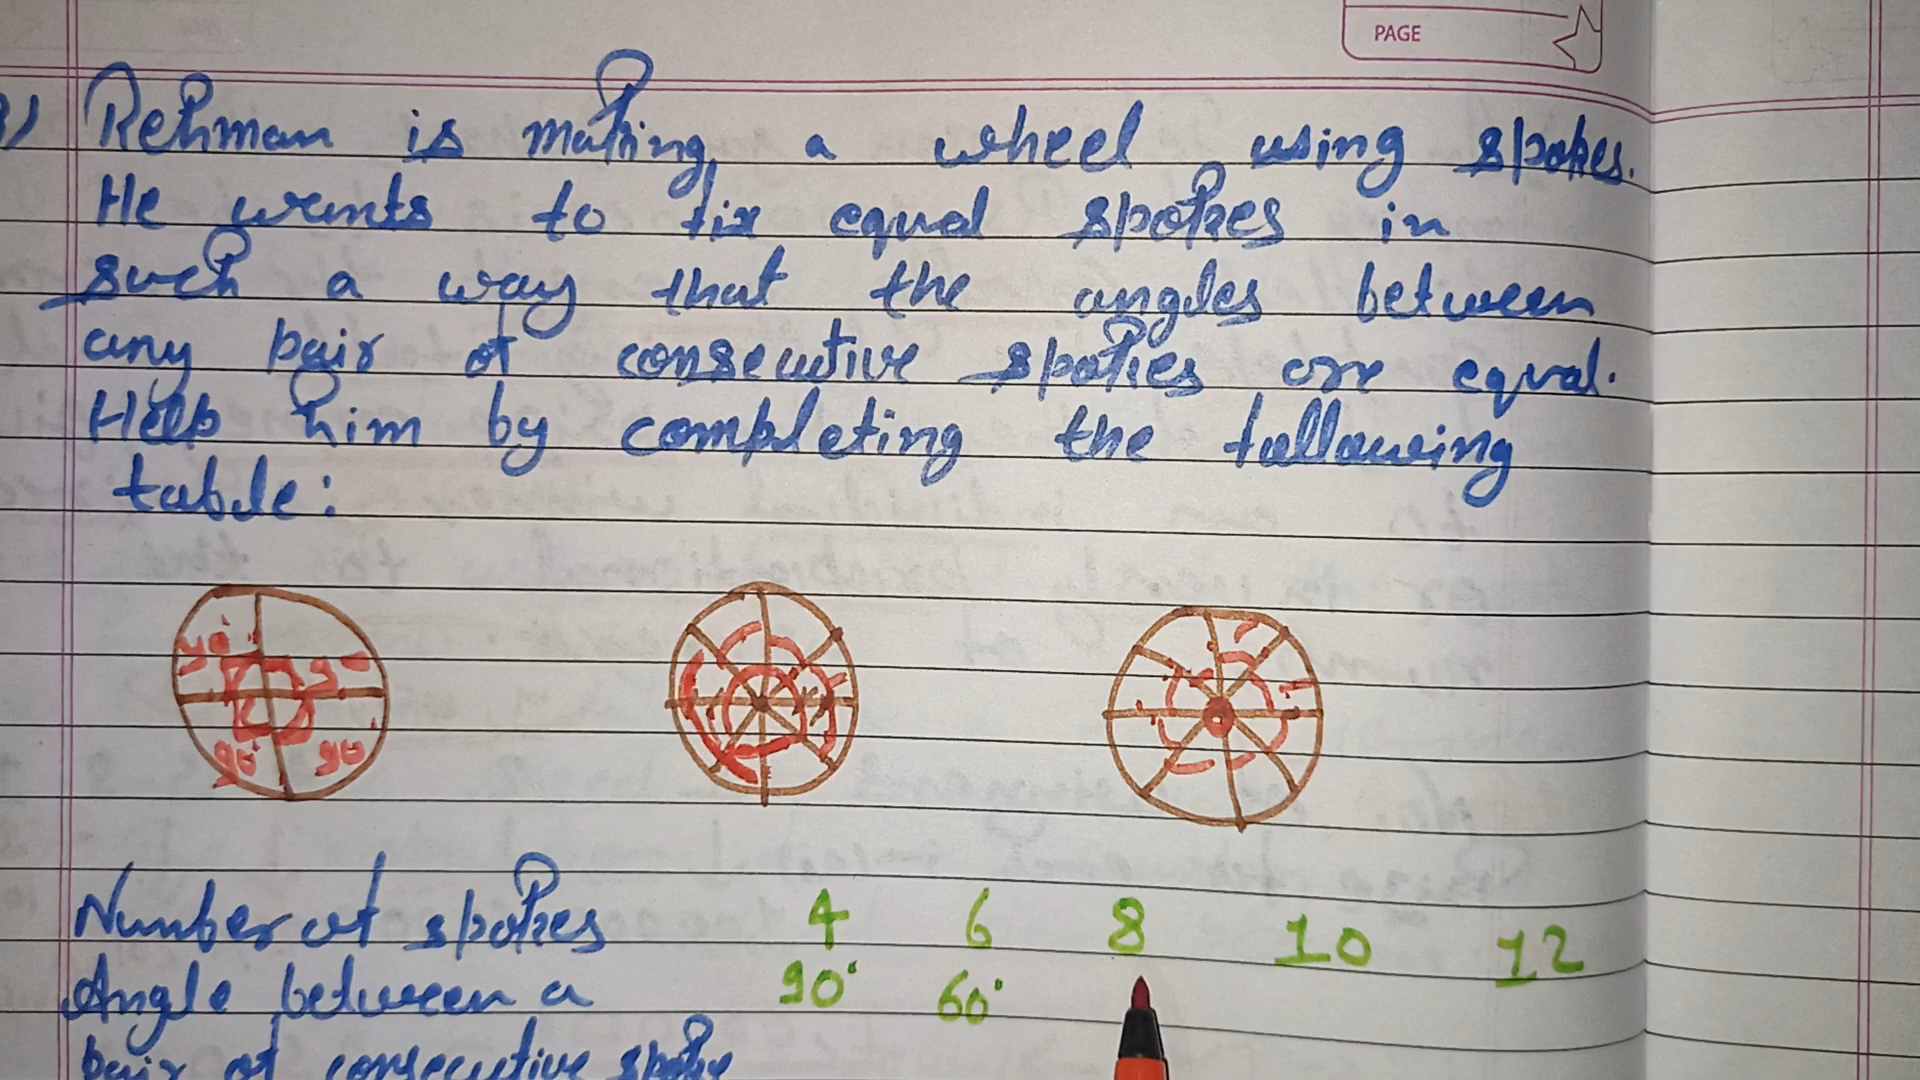 PAGE
Rehman is making a wheel using spokes.
He wants to fix equal spokes in
such a way that the angles between
any pair of consecutive spokes are equal.
Help him by completing the following
table:
90° 90°
90° 90
Number of spokes 4 6 8 10 12
Angle between a 90° 60°
pair of consecutive spoke